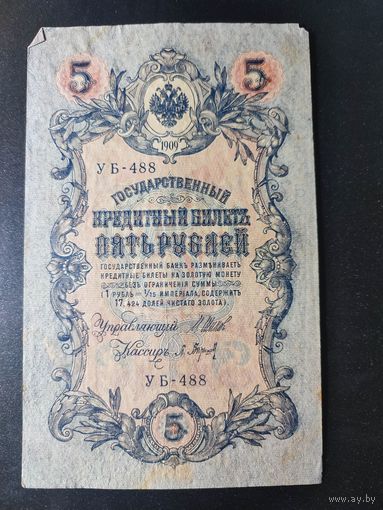 5 5
1909
УБ-488
ГОСУДАРСТВЕННЫЙ
КРЕДИТНЫЙ БИЛЕТЪ
ПЯТЬ РУБЛЕЙ
ГОСУДАРСТВЕННЫЙ БАНКЪ РАЗМѢНИВАЕТЪ
КРЕДИТНЫЕ БИЛЕТЫ НА ЗОЛОТУЮ МОНЕТУ
БЕЗЪ ОГРАНИЧЕНІЯ СУММЫ
(1 РУБЛЬ = 1/15 ИМПЕРІАЛА, СОДЕРЖИТЪ
17,424 ДОЛЕЙ ЧИСТАГО ЗОЛОТА)
Управляющій
Кассиръ
УБ-488
5
www.ay.by